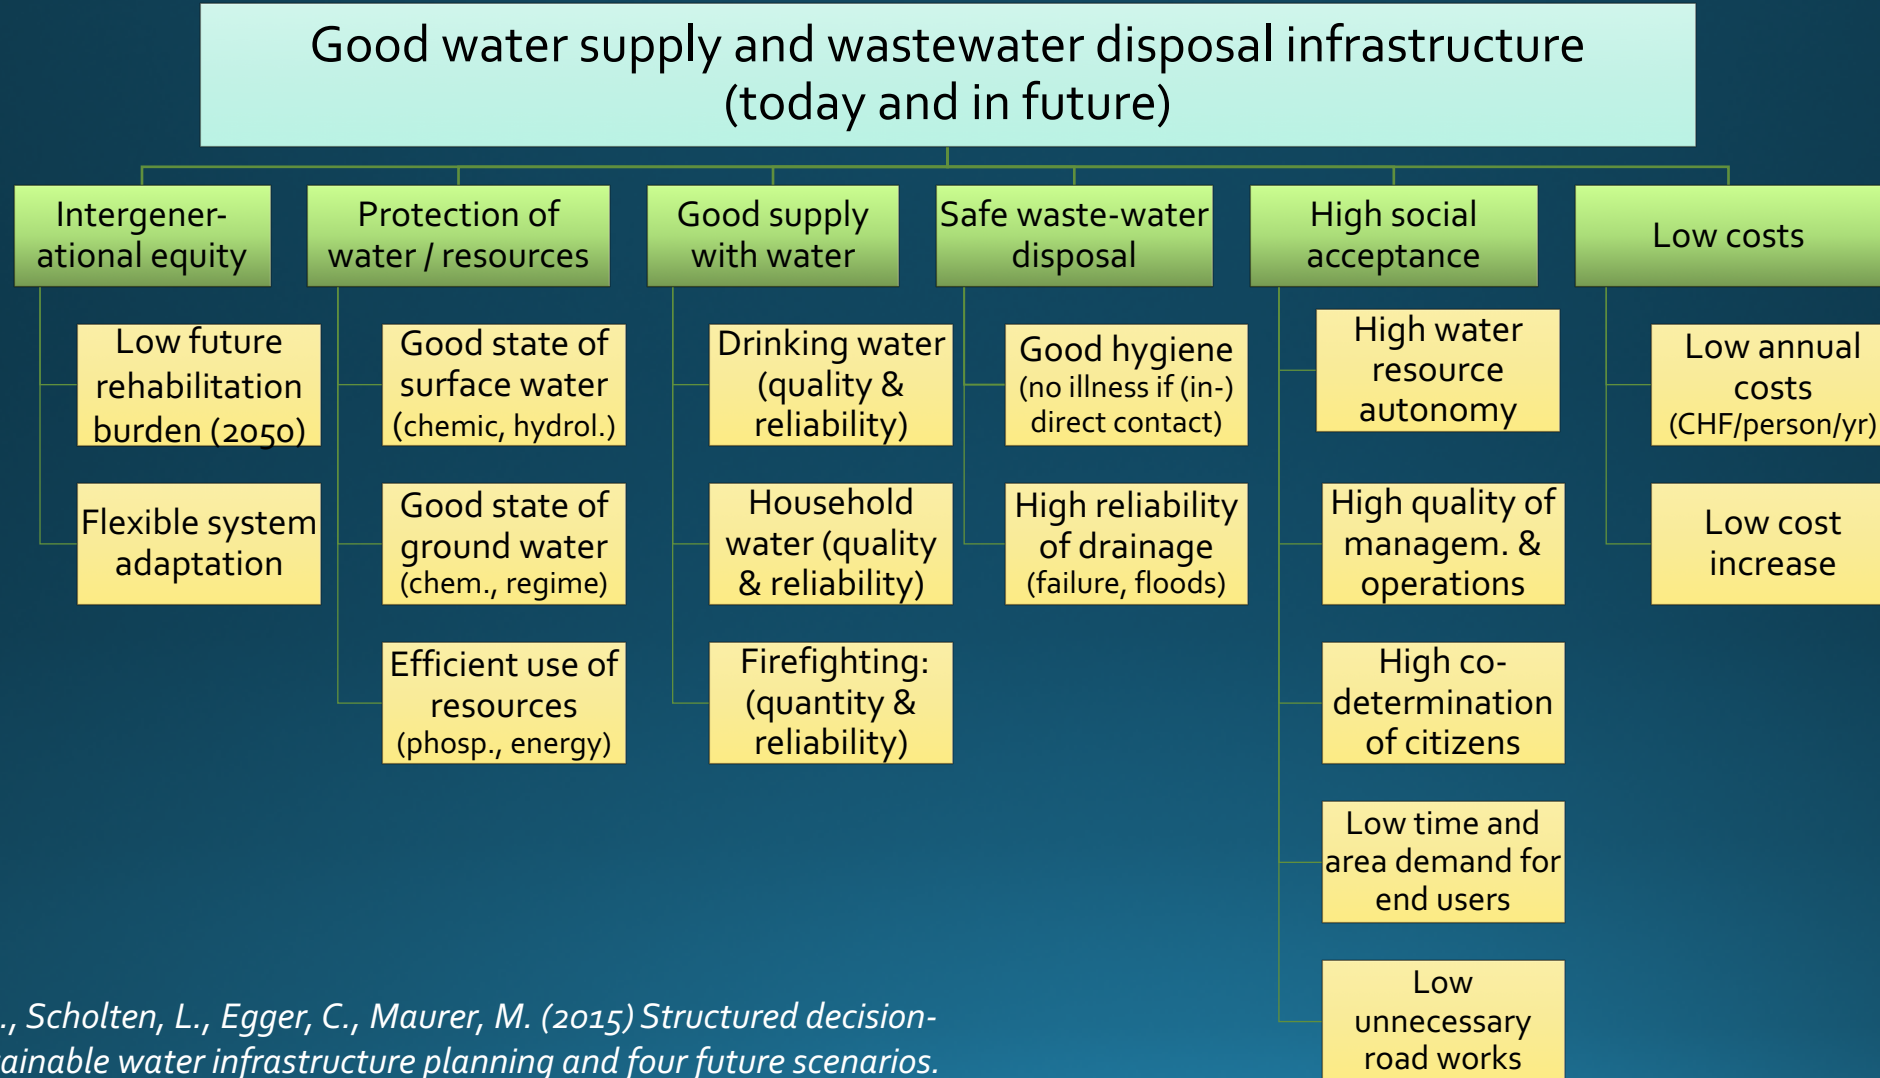 Good water supply and wastewater disposal infrastructure
(today and in future)
Intergener-
ational equity
Low future
rehabilitation
burden (2050)
Flexible system
adaptation
Protection of
water / resources
Good state of
surface water
(chemic, hydrol.)
Good state of
ground water
(chem., regime)
Efficient use of
resources
(phosp., energy)
Good supply
with water
Drinking water
(quality &
reliability)
Household
water (quality
& reliability)
Firefighting:
(quantity &
reliability)
Safe waste-water
disposal
Good hygiene
(no illness if (in-)
direct contact)
High reliability
of drainage
(failure, floods)
High social
acceptance
High water
resource
autonomy
High quality of
managem. &
operations
High co-
determination
of citizens
Low time and
area demand for
end users
Low
unnecessary
road works
Low costs
Low annual
costs
(CHF/person/yr)
Low cost
increase
., Scholten, L., Egger, C., Maurer, M. (2015) Structured decision-
tainable water infrastructure planning and four future scenarios.